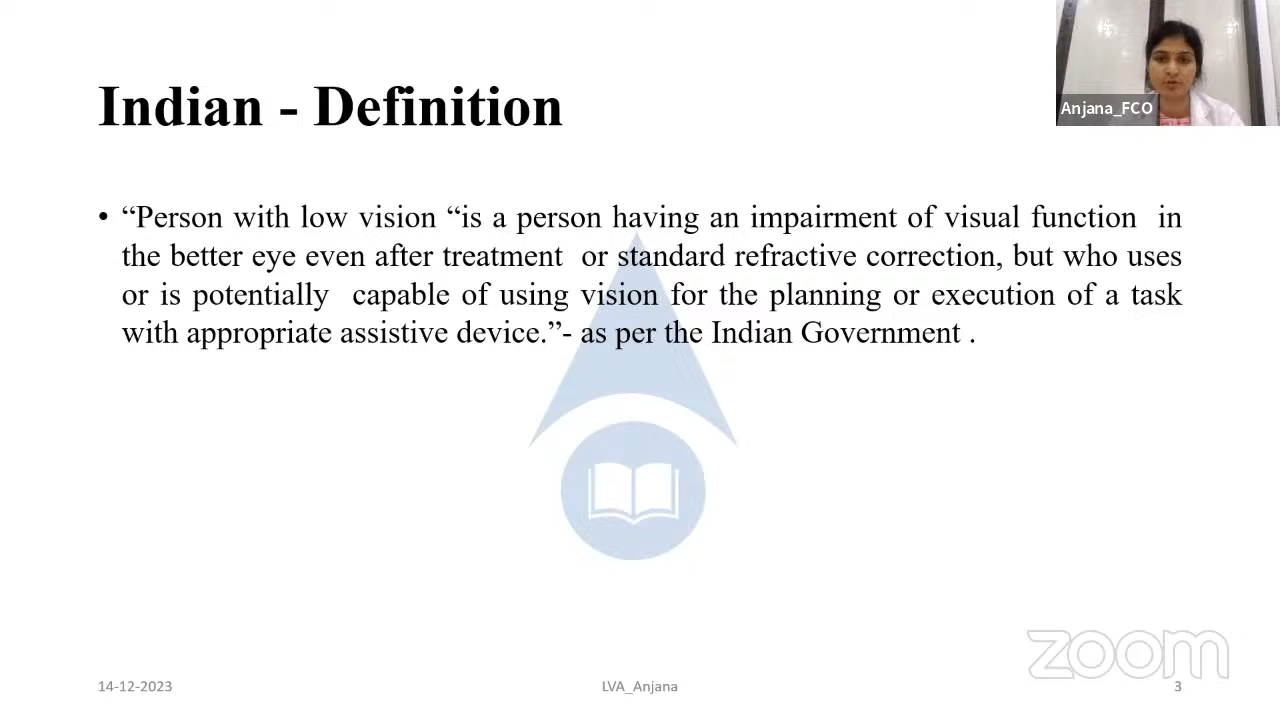 Indian - Definition
Anjana_FCO
• “Person with low vision “is a person having an impairment of visual function in
the better eye even after treatment or standard refractive correction, but who uses
or is potentially capable of using vision for the planning or execution of a task
with appropriate assistive device.”- as per the Indian Government .
zoom
14-12-2023
LVA_Anjana
3